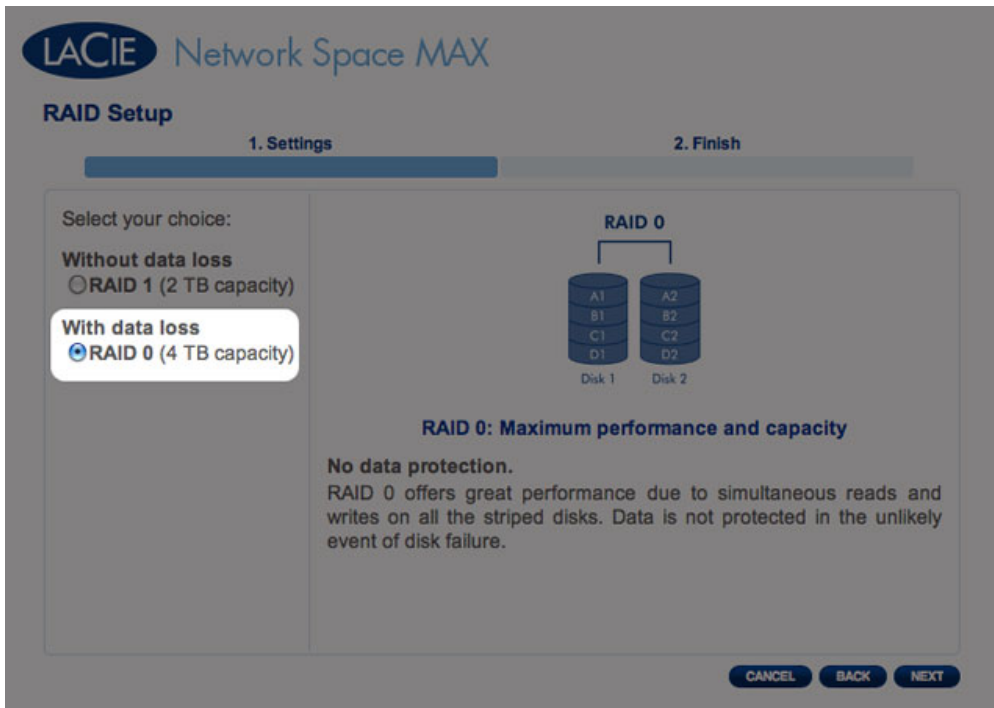 LACIE Network Space MAX
RAID Setup
1. Settings 2. Finish
Select your choice:
Without data loss
RAID 1 (2 TB capacity)
With data loss
RAID 0 (4 TB capacity)
RAID 0
A1 A2
B1 B2
C1 C2
D1 D2
Disk 1 Disk 2
RAID 0: Maximum performance and capacity
No data protection.
RAID 0 offers great performance due to simultaneous reads and
writes on all the striped disks. Data is not protected in the unlikely
event of disk failure.
CANCEL BACK NEXT